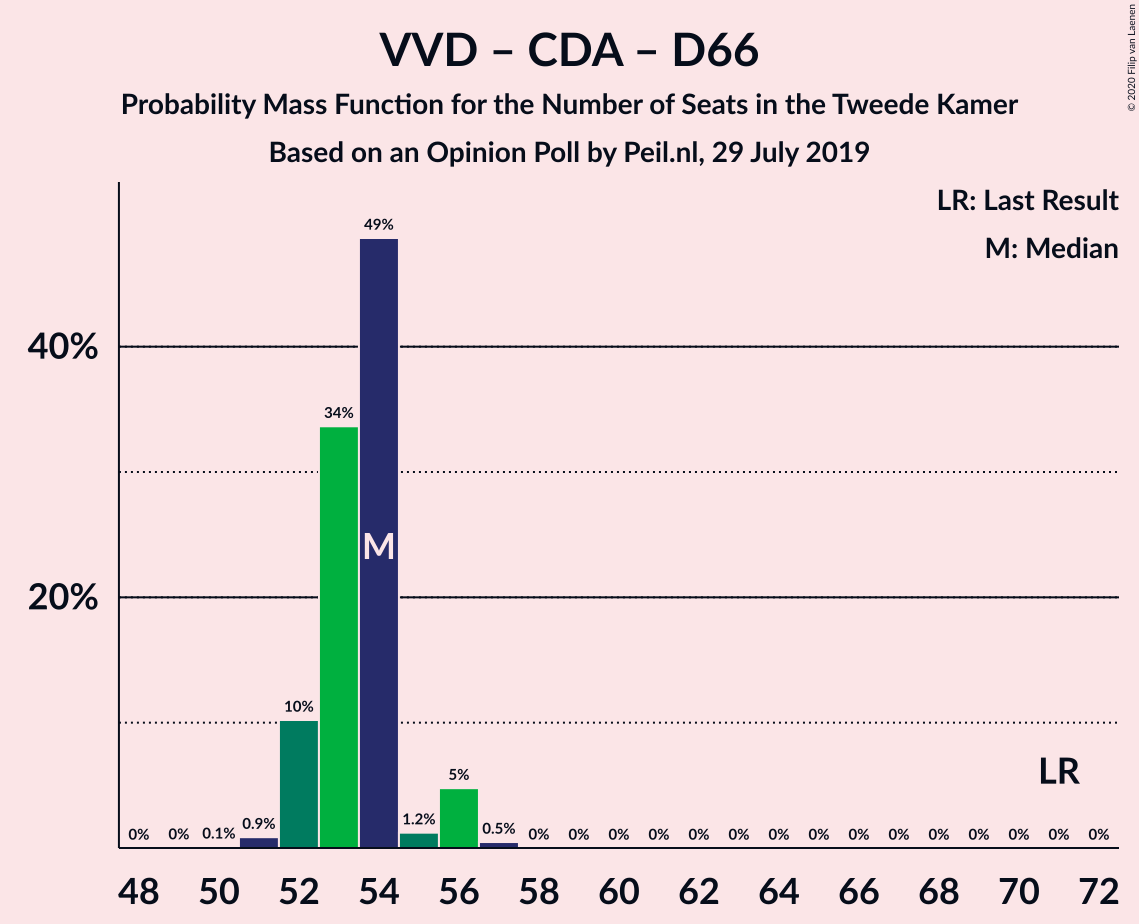 VVD – CDA – D66
Probability Mass Function for the Number of Seats in the Tweede Kamer
Based on an Opinion Poll by Peil.nl, 29 July 2019
© 2020 Filip van Laenen
LR: Last Result
M: Median
40%
20%
0% 0% 0.1% 0.9% 10% 34% 49% 1.2% 5% 0.5% 0% 0% 0% 0% 0% 0% 0% 0% 0% 0% 0% 0% 0% 0% 0%
M
LR
48 50 52 54 56 58 60 62 64 66 68 70 72